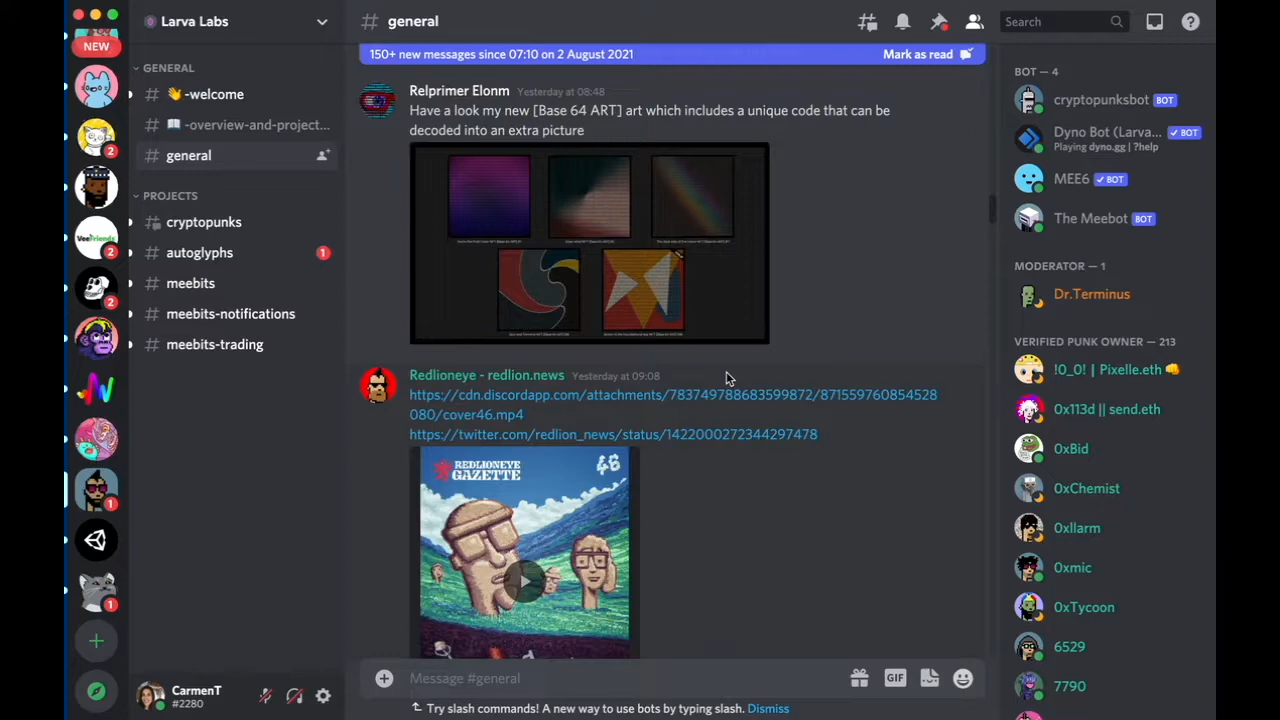 NEW
2
2
2
1
1
Larva Labs
GENERAL
# 👋 -welcome
# 📖 -overview-and-project...
# general
PROJECTS
cryptopunks
# autoglyphs 1
# meebits
# meebits-notifications
# meebits-trading
CarmenT
#2280
# general
Search
150+ new messages since 07:10 on 2 August 2021 Mark as read
Relprimer Elonm Yesterday at 08:48
Have a look my new [Base 64 ART] art which includes a unique code that can be
decoded into an extra picture
Redlioneye - redlion.news Yesterday at 09:08
https://cdn.discordapp.com/attachments/783749788683599872/871559760854528
080/cover46.mp4
https://twitter.com/redlion_news/status/1422000272344297478
REDLIONEYE
GAZETTE
Message #general
GIF
Try slash commands! A new way to use bots by typing slash. Dismiss
BOT — 4
cryptopunksbot BOT
Dyno Bot (Larva... ✓ BOT
Playing dyno.gg | ?help
MEE6 ✓ BOT
The Meebot BOT
MODERATOR — 1
Dr.Terminus
VERIFIED PUNK OWNER — 213
!O_O! | Pixelle.eth 👊
0x113d || send.eth
0xBid
0xChemist
0xllarm
0xmic
0xTycoon
6529
7790